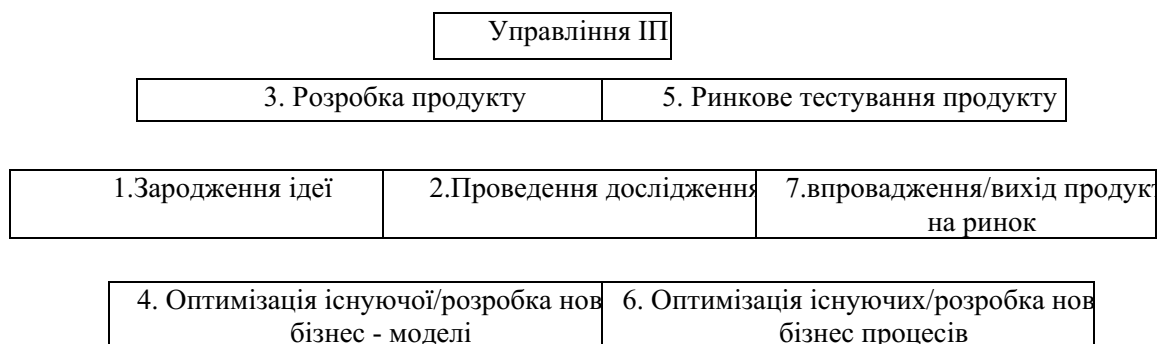 Управління ІП
3. Розробка продукту
5. Ринкове тестування продукту
1.Зародження ідеї
2.Проведення дослідження
7.впровадження/вихід продук
на ринок
4. Оптимізація існуючої/розробка нов
бізнес - моделі
6. Оптимізація існуючих/розробка нов
бізнес процесів